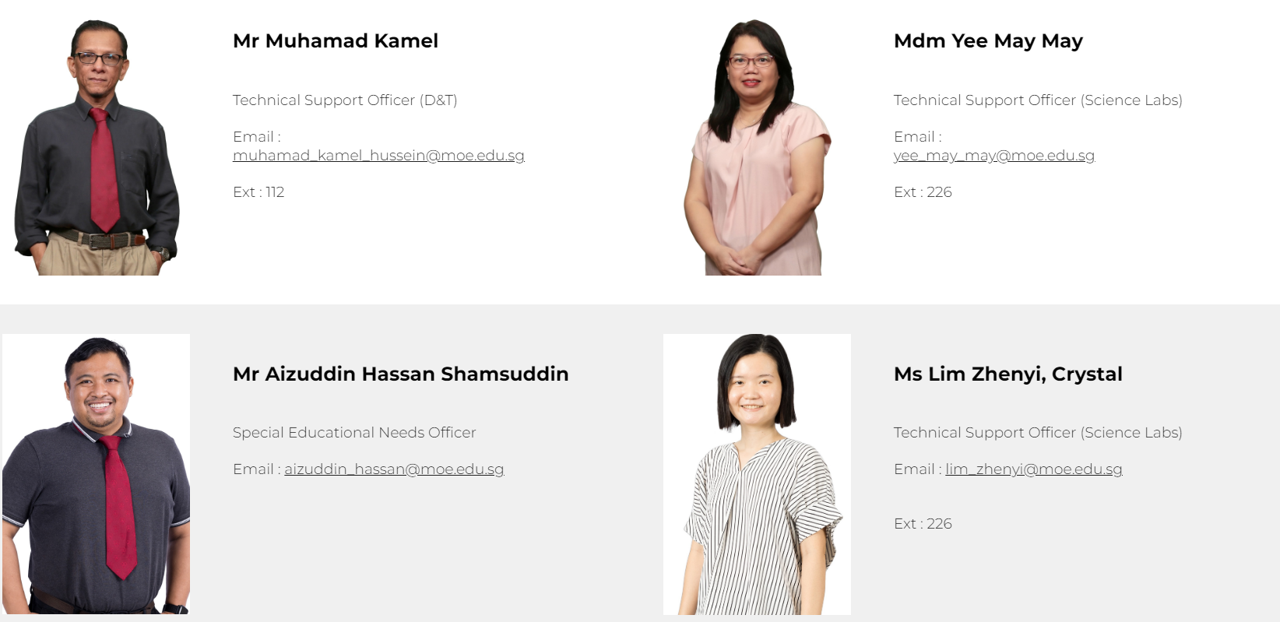 Mr Muhamad Kamel
Technical Support Officer (D&T)
Email :
muhamad_kamel_hussein@moe.edu.sg
Ext : 112
Mdm Yee May May
Technical Support Officer (Science Labs)
Email :
yee_may_may@moe.edu.sg
Ext : 226
Mr Aizuddin Hassan Shamsuddin
Special Educational Needs Officer
Email : aizuddin_hassan@moe.edu.sg
Ms Lim Zhenyi, Crystal
Technical Support Officer (Science Labs)
Email : lim_zhenyi@moe.edu.sg
Ext : 226